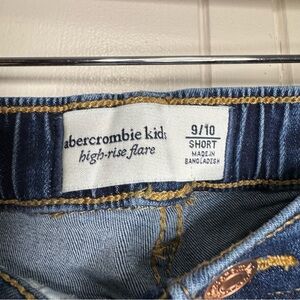 abercrombie kids
high-rise flare
9/10
SHORT
MADE IN
BANGLADESH